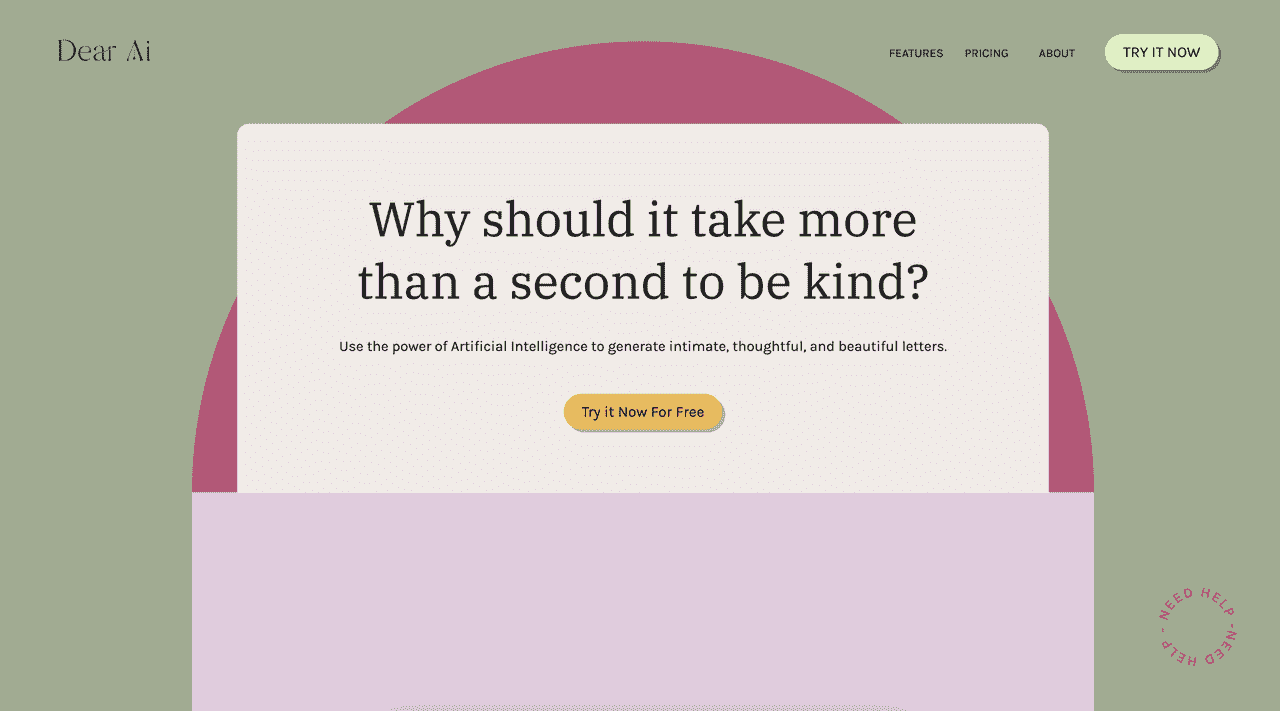 Dear Ai
FEATURES
PRICING
ABOUT
TRY IT NOW
Why should it take more
than a second to be kind?
Use the power of Artificial Intelligence to generate intimate, thoughtful, and beautiful letters.
Try it Now For Free
NEED HELP - NEED HELP -